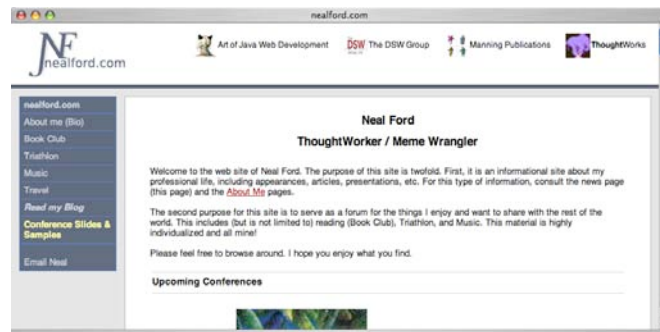 nealford.com
NF
nealford.com
Art of Java Web Development
DSW The DSW Group
Manning Publications
ThoughtWorks
nealford.com
About me (Bio)
Book Club
Triathlon
Music
Travel
Read my Blog
Conference Slides &
Samples
Email Neal
Neal Ford
ThoughtWorker / Meme Wrangler
Welcome to the web site of Neal Ford. The purpose of this site is twofold. First, it is an informational site about my
professional life, including appearances, articles, presentations, etc. For this type of information, consult the news page
(this page) and the About Me pages.
The second purpose for this site is to serve as a forum for the things I enjoy and want to share with the rest of the
world. This includes (but is not limited to) reading (Book Club), Triathlon, and Music. This material is highly
individualized and all mine!
Please feel free to browse around. I hope you enjoy what you find.
Upcoming Conferences